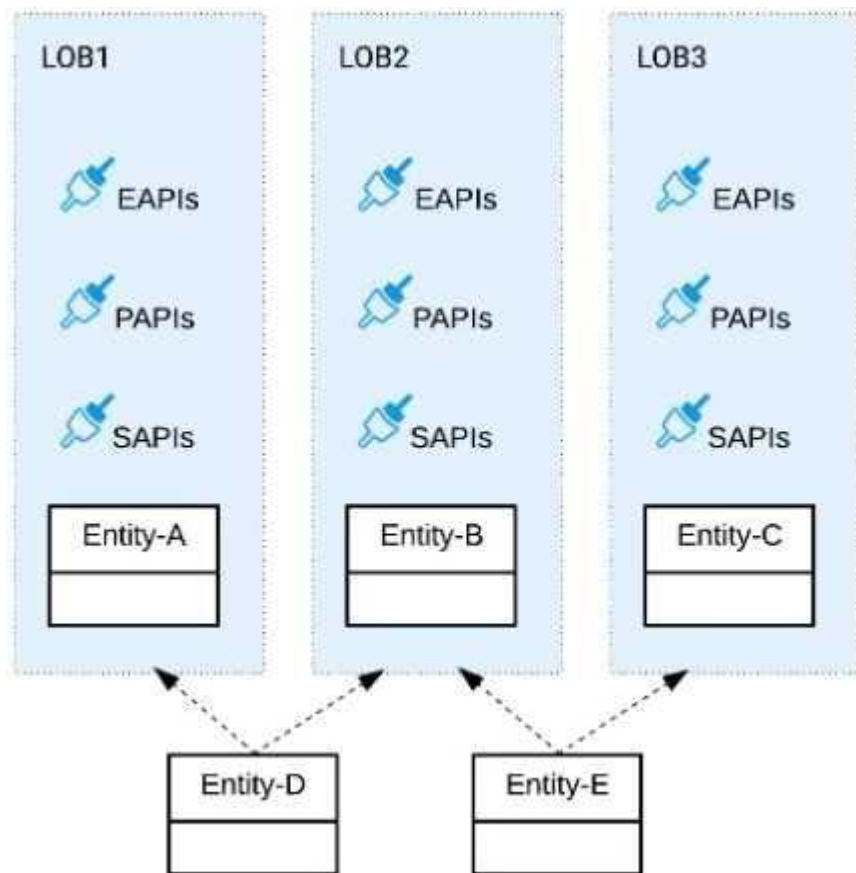 LOB1
LOB2
LOB3
EAPIs
EAPIs
EAPIs
PAPIs
PAPIs
PAPIs
SAPIs
SAPIs
SAPIs
Entity-A
Entity-B
Entity-C
Entity-D
Entity-E